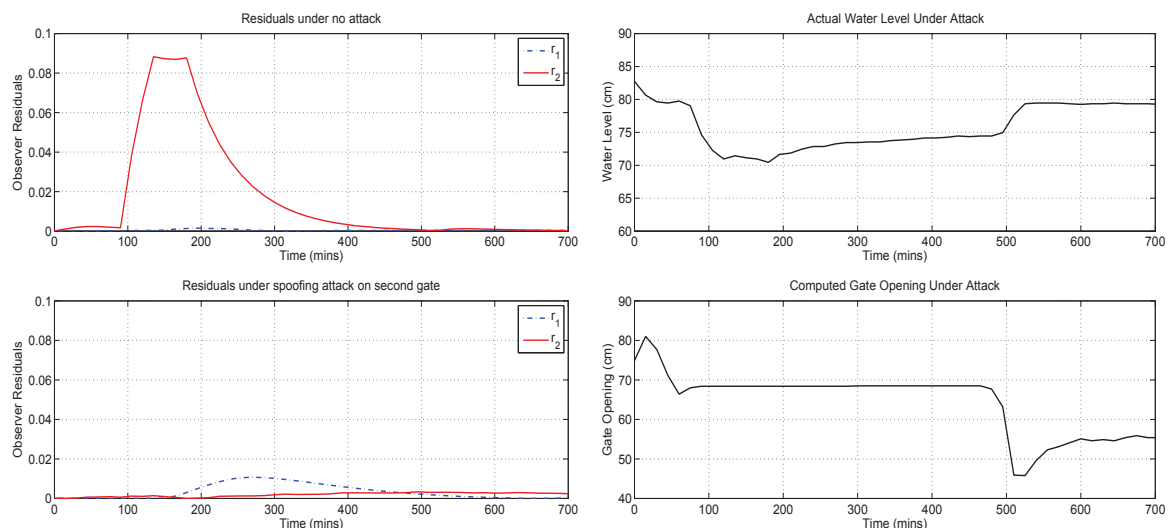 Residuals under no attack
Observer Residuals
0.1
0.08
0.06
0.04
0.02
0
r1
r2
0 100 200 300 400 500 600 700
Time (mins)
Actual Water Level Under Attack
Water Level (cm)
90
85
80
75
70
65
60
0 100 200 300 400 500 600 700
Time (mins)
Residuals under spoofing attack on second gate
Observer Residuals
0.1
0.08
0.06
0.04
0.02
0
r1
r2
0 100 200 300 400 500 600 700
Time (mins)
Computed Gate Opening Under Attack
Gate Opening (cm)
90
80
70
60
50
40
0 100 200 300 400 500 600 700
Time (mins)